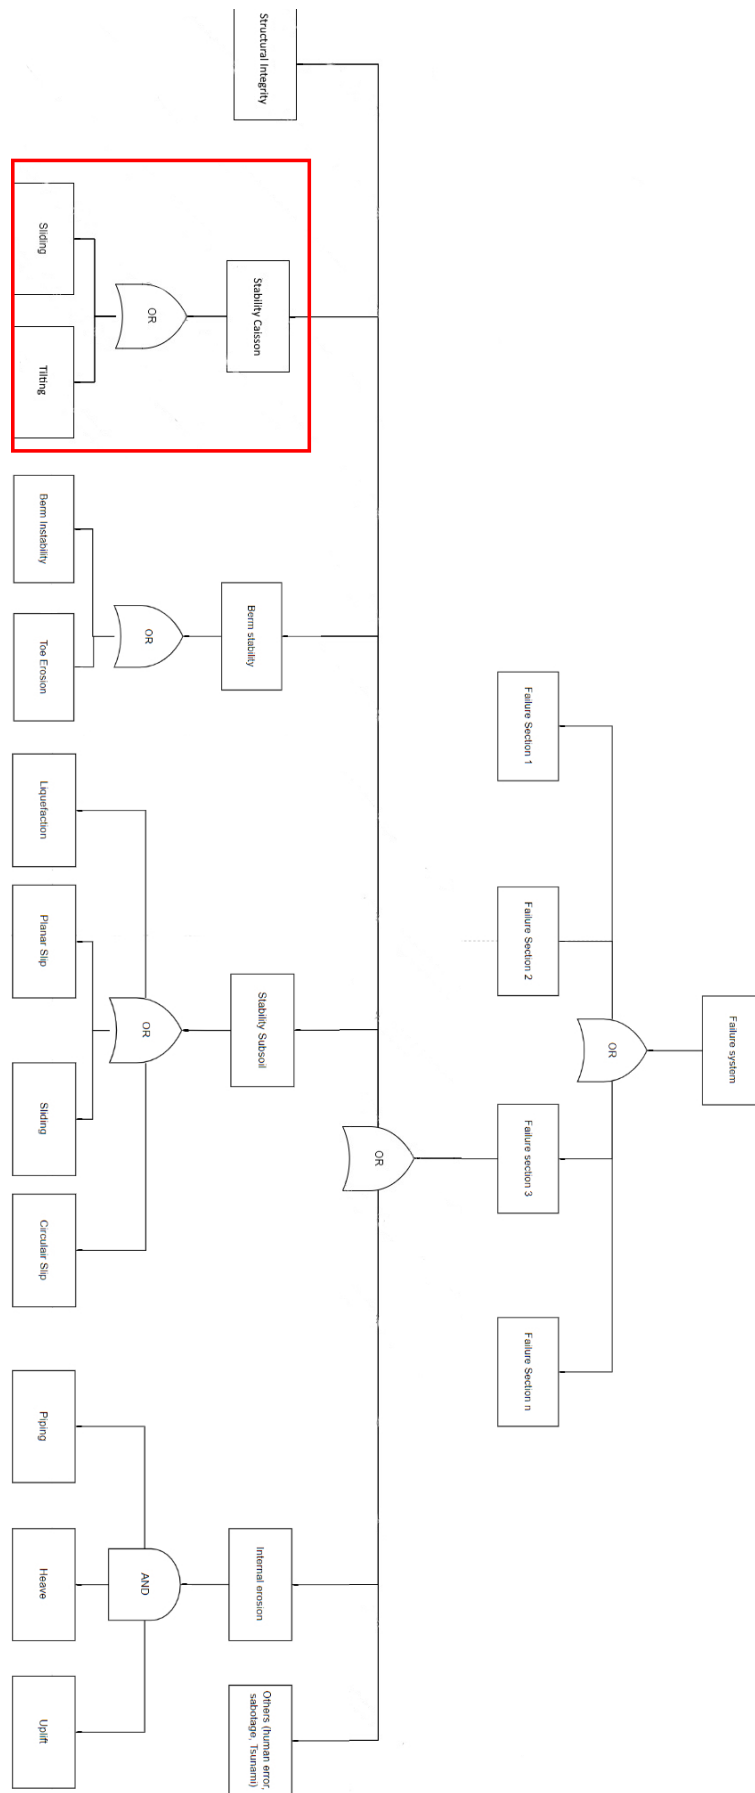 Failure system
OR
Failure Section 1
Failure Section 2
Failure section 3
Failure Section n
OR
Structural Integrity
Stability Caisson
Berm stability
Stability Subsoil
Internal erosion
Others (human error,
sabotage, Tsunami)
OR
OR
OR
AND
Sliding
Tilting
Berm Instability
Toe Erosion
Liquefaction
Planar Slip
Sliding
Circulair Slip
Piping
Heave
Uplift